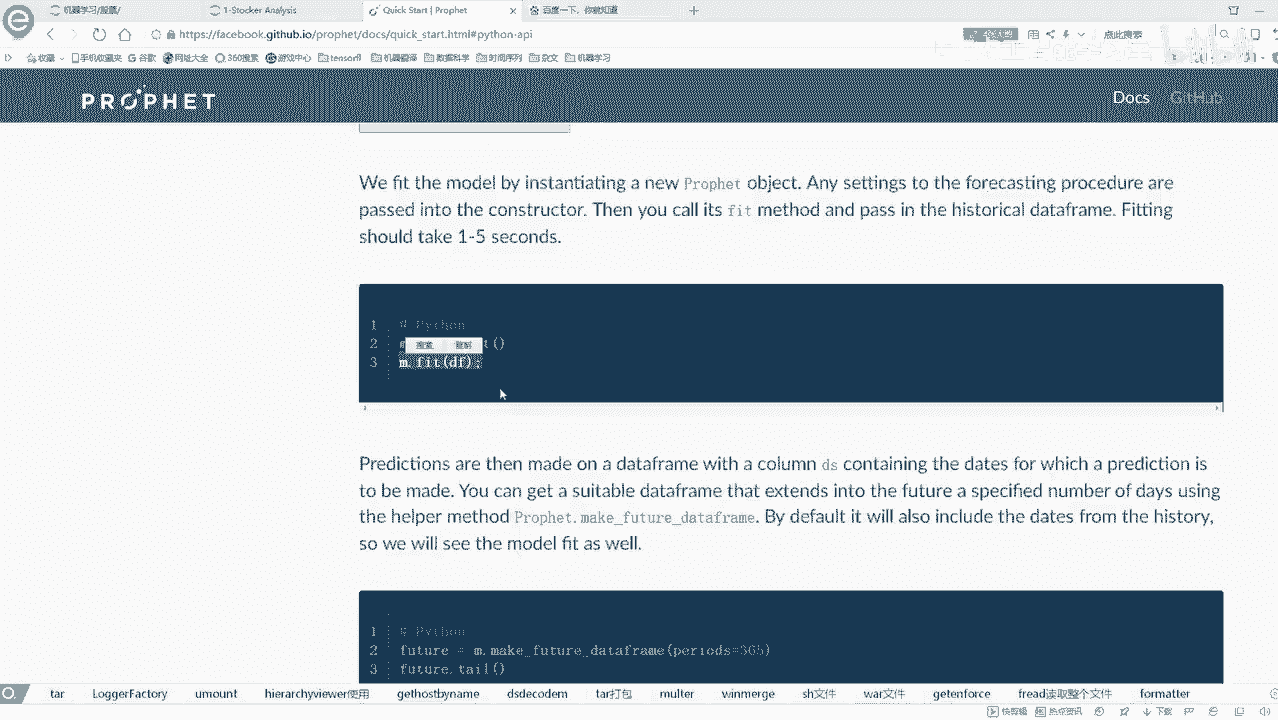 机器学习/股票/
1-Stocker Analysis
Quick Start | Prophet
百度一下，你就知道
https://facebook.github.io/prophet/docs/quick_start.html#python-api
点此搜索
收藏 手机收藏夹 谷歌 网址大全 360搜索 游戏中心 tensorfl 机器翻译 数据科学 时间序列 杂文 机器学习
PROPHET
Docs GitHub
We fit the model by instantiating a new Prophet object. Any settings to the forecasting procedure are
passed into the constructor. Then you call its fit method and pass in the historical dataframe. Fitting
should take 1-5 seconds.
1 # Python
2 t()
3 m.fit(df);
Predictions are then made on a dataframe with a column ds containing the dates for which a prediction is
to be made. You can get a suitable dataframe that extends into the future a specified number of days using
the helper method Prophet.make_future_dataframe. By default it will also include the dates from the history,
so we will see the model fit as well.
1 # Python
2 future = m.make_future_dataframe(periods=365)
3 future.tail()
tar LoggerFactory umount hierarchyviewer使用 gethostbyname dsdecodem tar打包 multer winmerge sh文件 war文件 getenforce fread读取整个文件 formatter
快剪辑 热点资讯 下载